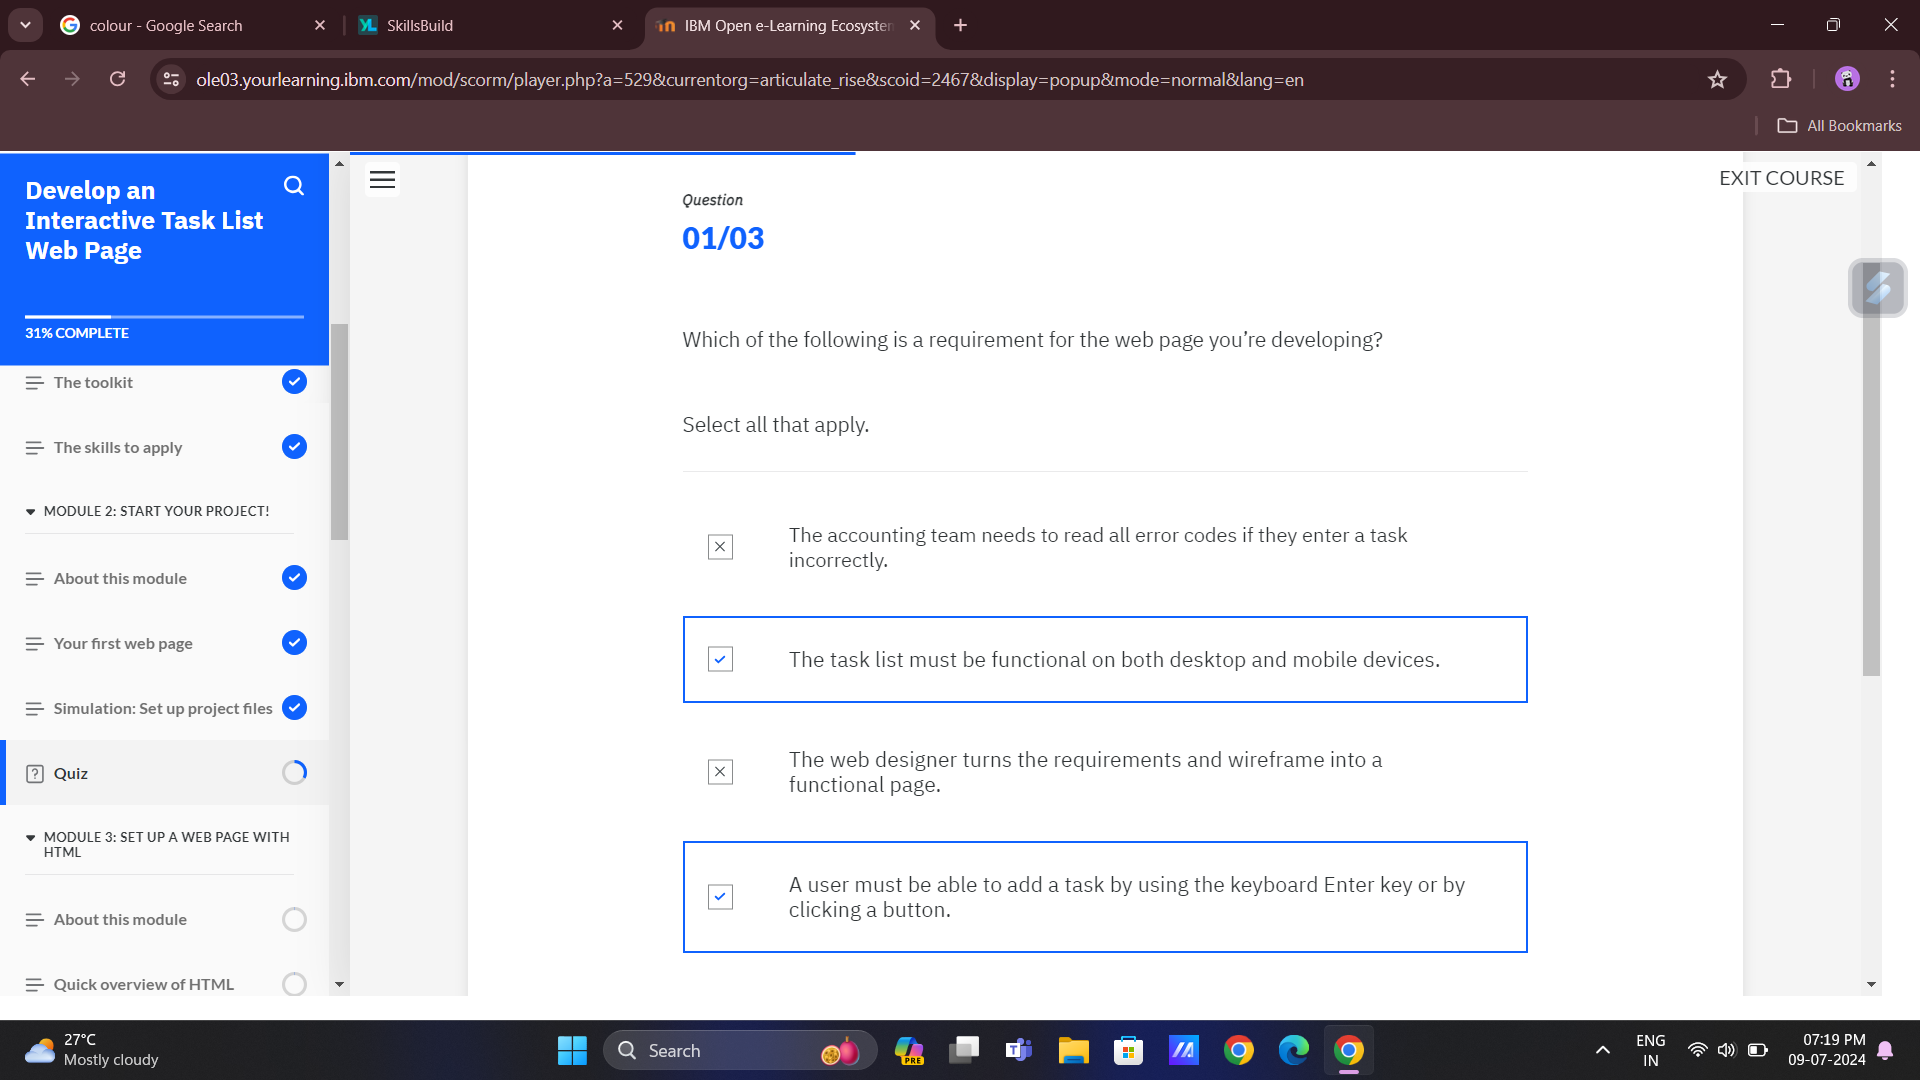 colour - Google Search
SkillsBuild
IBM Open e-Learning Ecosystem
ole03.yourlearning.ibm.com/mod/scorm/player.php?a=529&currentorg=articulate_rise&scoid=2467&display=popup&mode=normal&lang=en
All Bookmarks
Develop an
Interactive Task List
Web Page
31% COMPLETE
The toolkit
The skills to apply
MODULE 2: START YOUR PROJECT!
About this module
Your first web page
Simulation: Set up project files
Quiz
MODULE 3: SET UP A WEB PAGE WITH
HTML
About this module
Quick overview of HTML
EXIT COURSE
Question
01/03
Which of the following is a requirement for the web page you’re developing?
Select all that apply.
The accounting team needs to read all error codes if they enter a task
incorrectly.
The task list must be functional on both desktop and mobile devices.
The web designer turns the requirements and wireframe into a
functional page.
A user must be able to add a task by using the keyboard Enter key or by
clicking a button.
27°C
Mostly cloudy
Search
PRE
ENG
IN
07:19 PM
09-07-2024